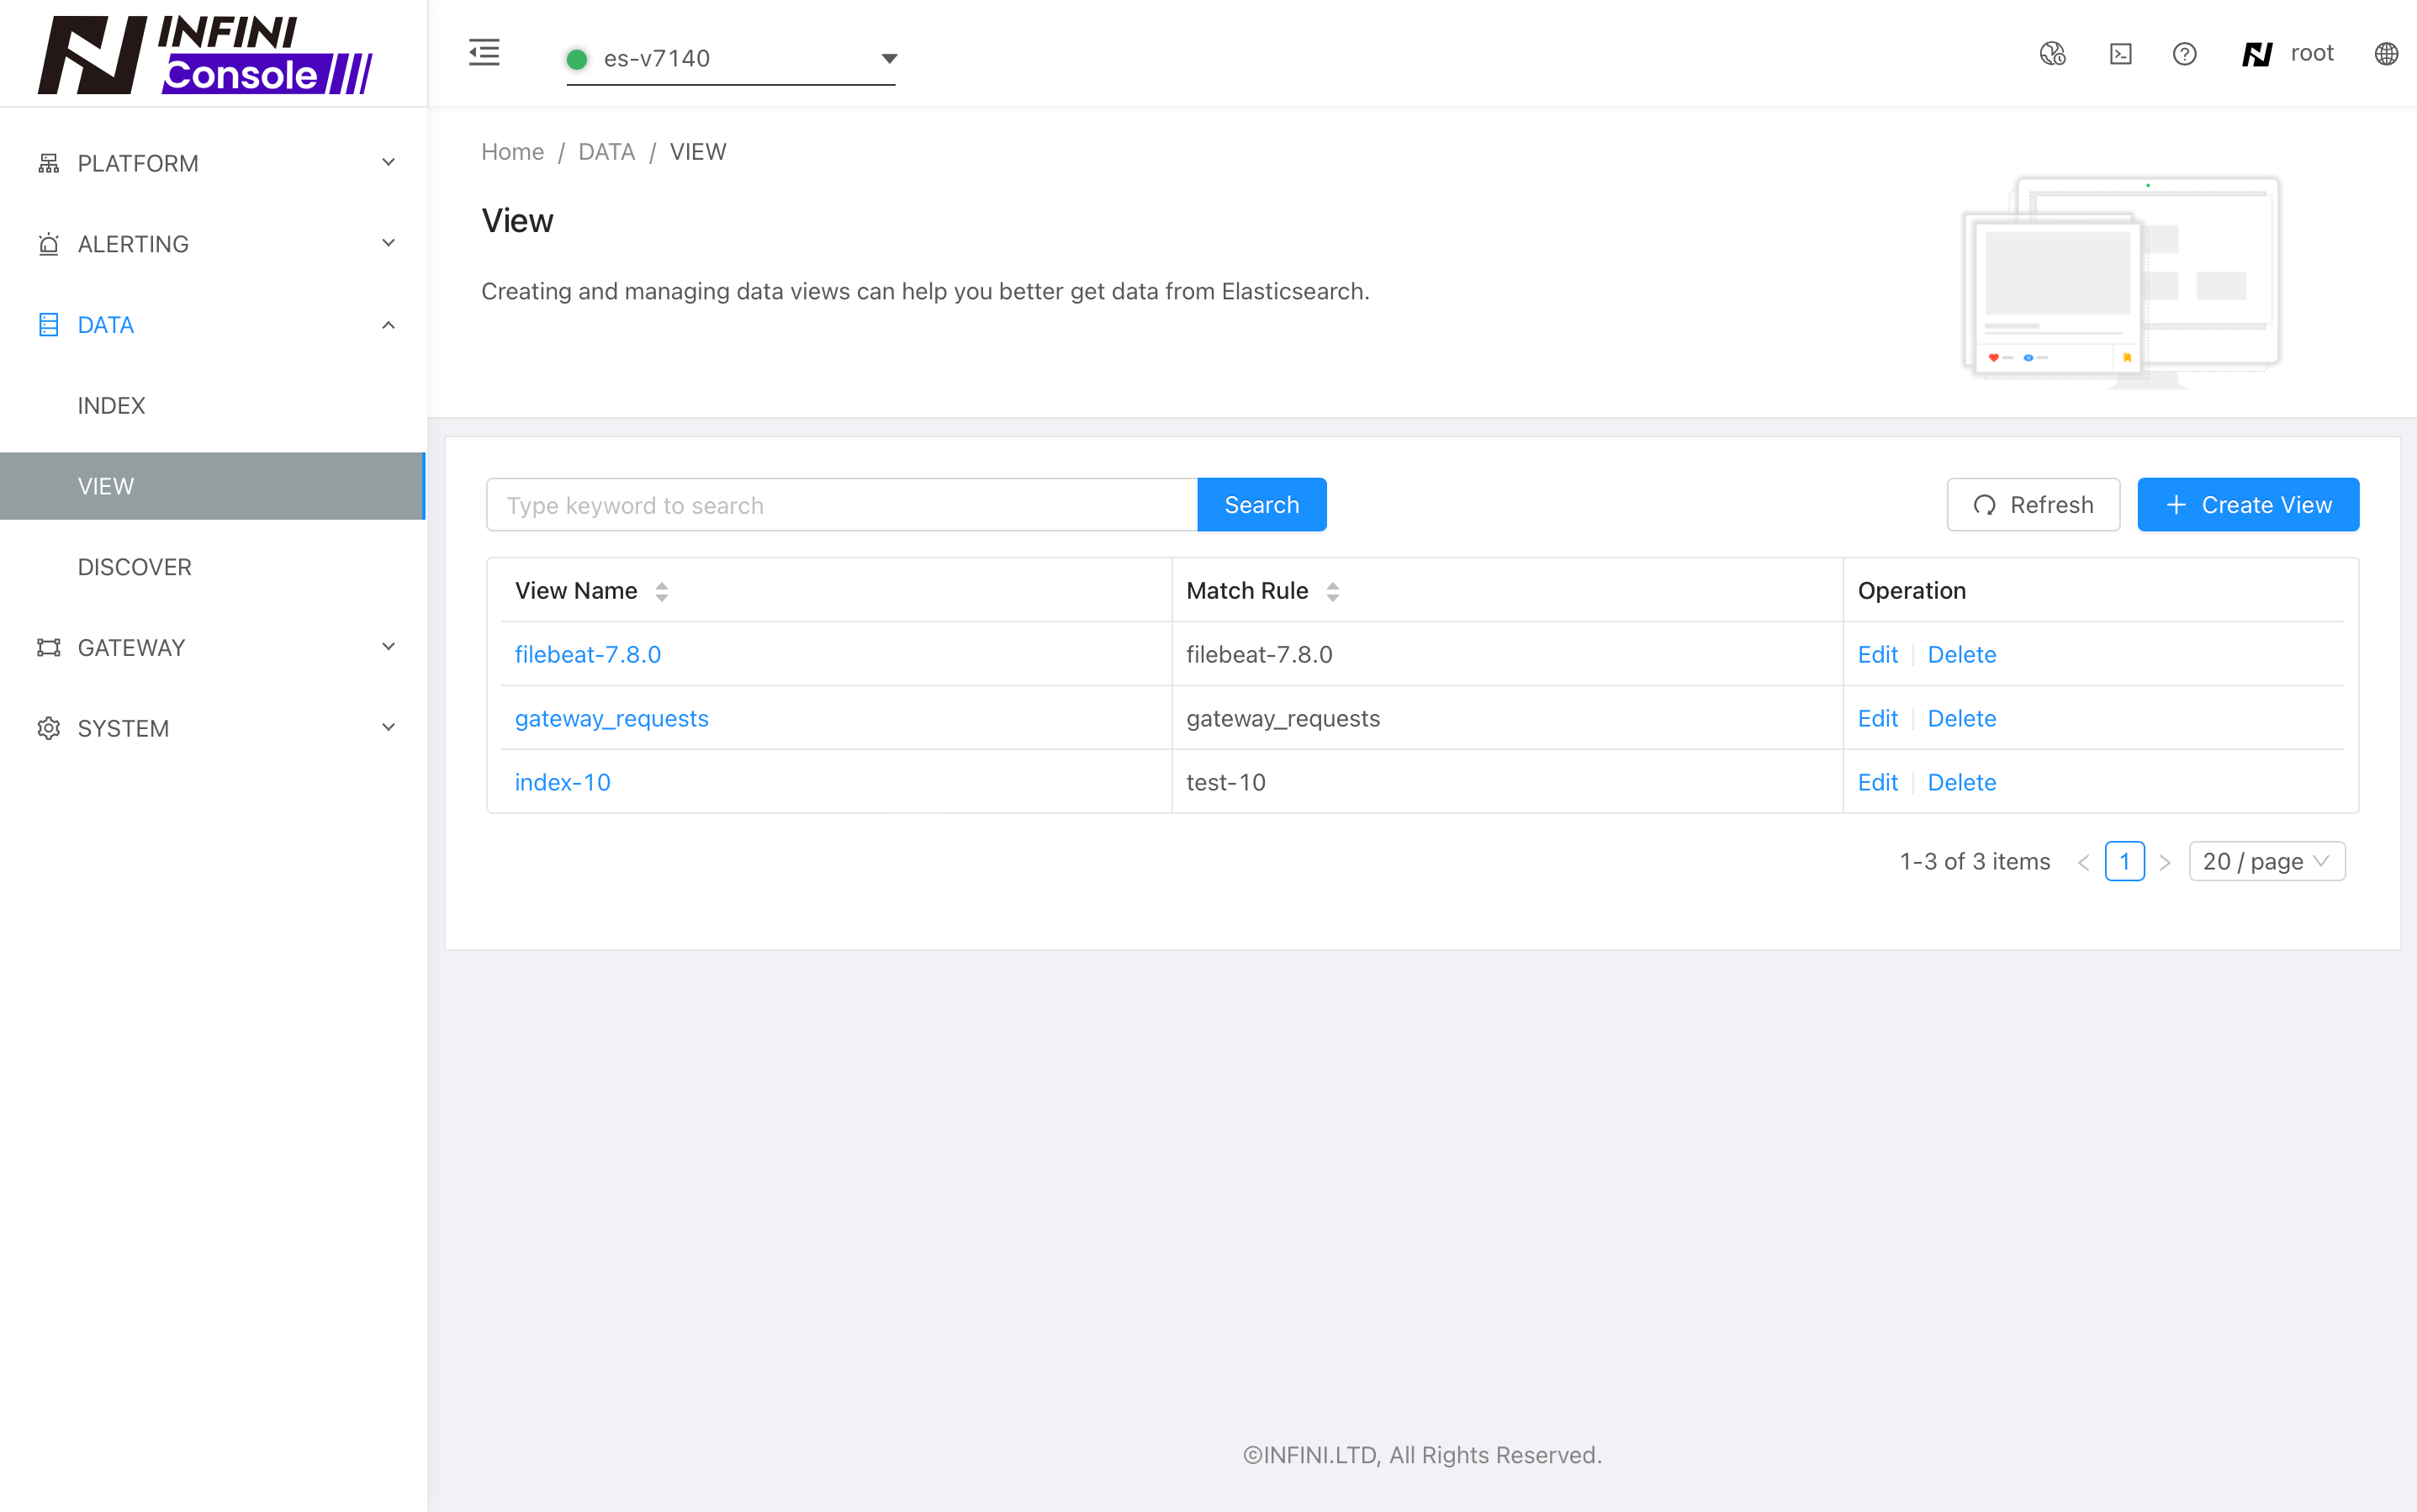 INFINI
Console
es-v7140
root
PLATFORM
ALERTING
DATA
INDEX
VIEW
DISCOVER
GATEWAY
SYSTEM
Home / DATA / VIEW
View
Creating and managing data views can help you better get data from Elasticsearch.
Type keyword to search Search Refresh Create View
View Name Match Rule Operation
filebeat-7.8.0 filebeat-7.8.0 Edit Delete
gateway_requests gateway_requests Edit Delete
index-10 test-10 Edit Delete
1-3 of 3 items 1 20 / page
©INFINI.LTD, All Rights Reserved.